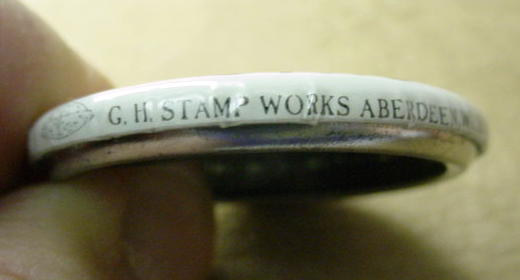 G. H. STAMP WORKS ABERDEEN, W